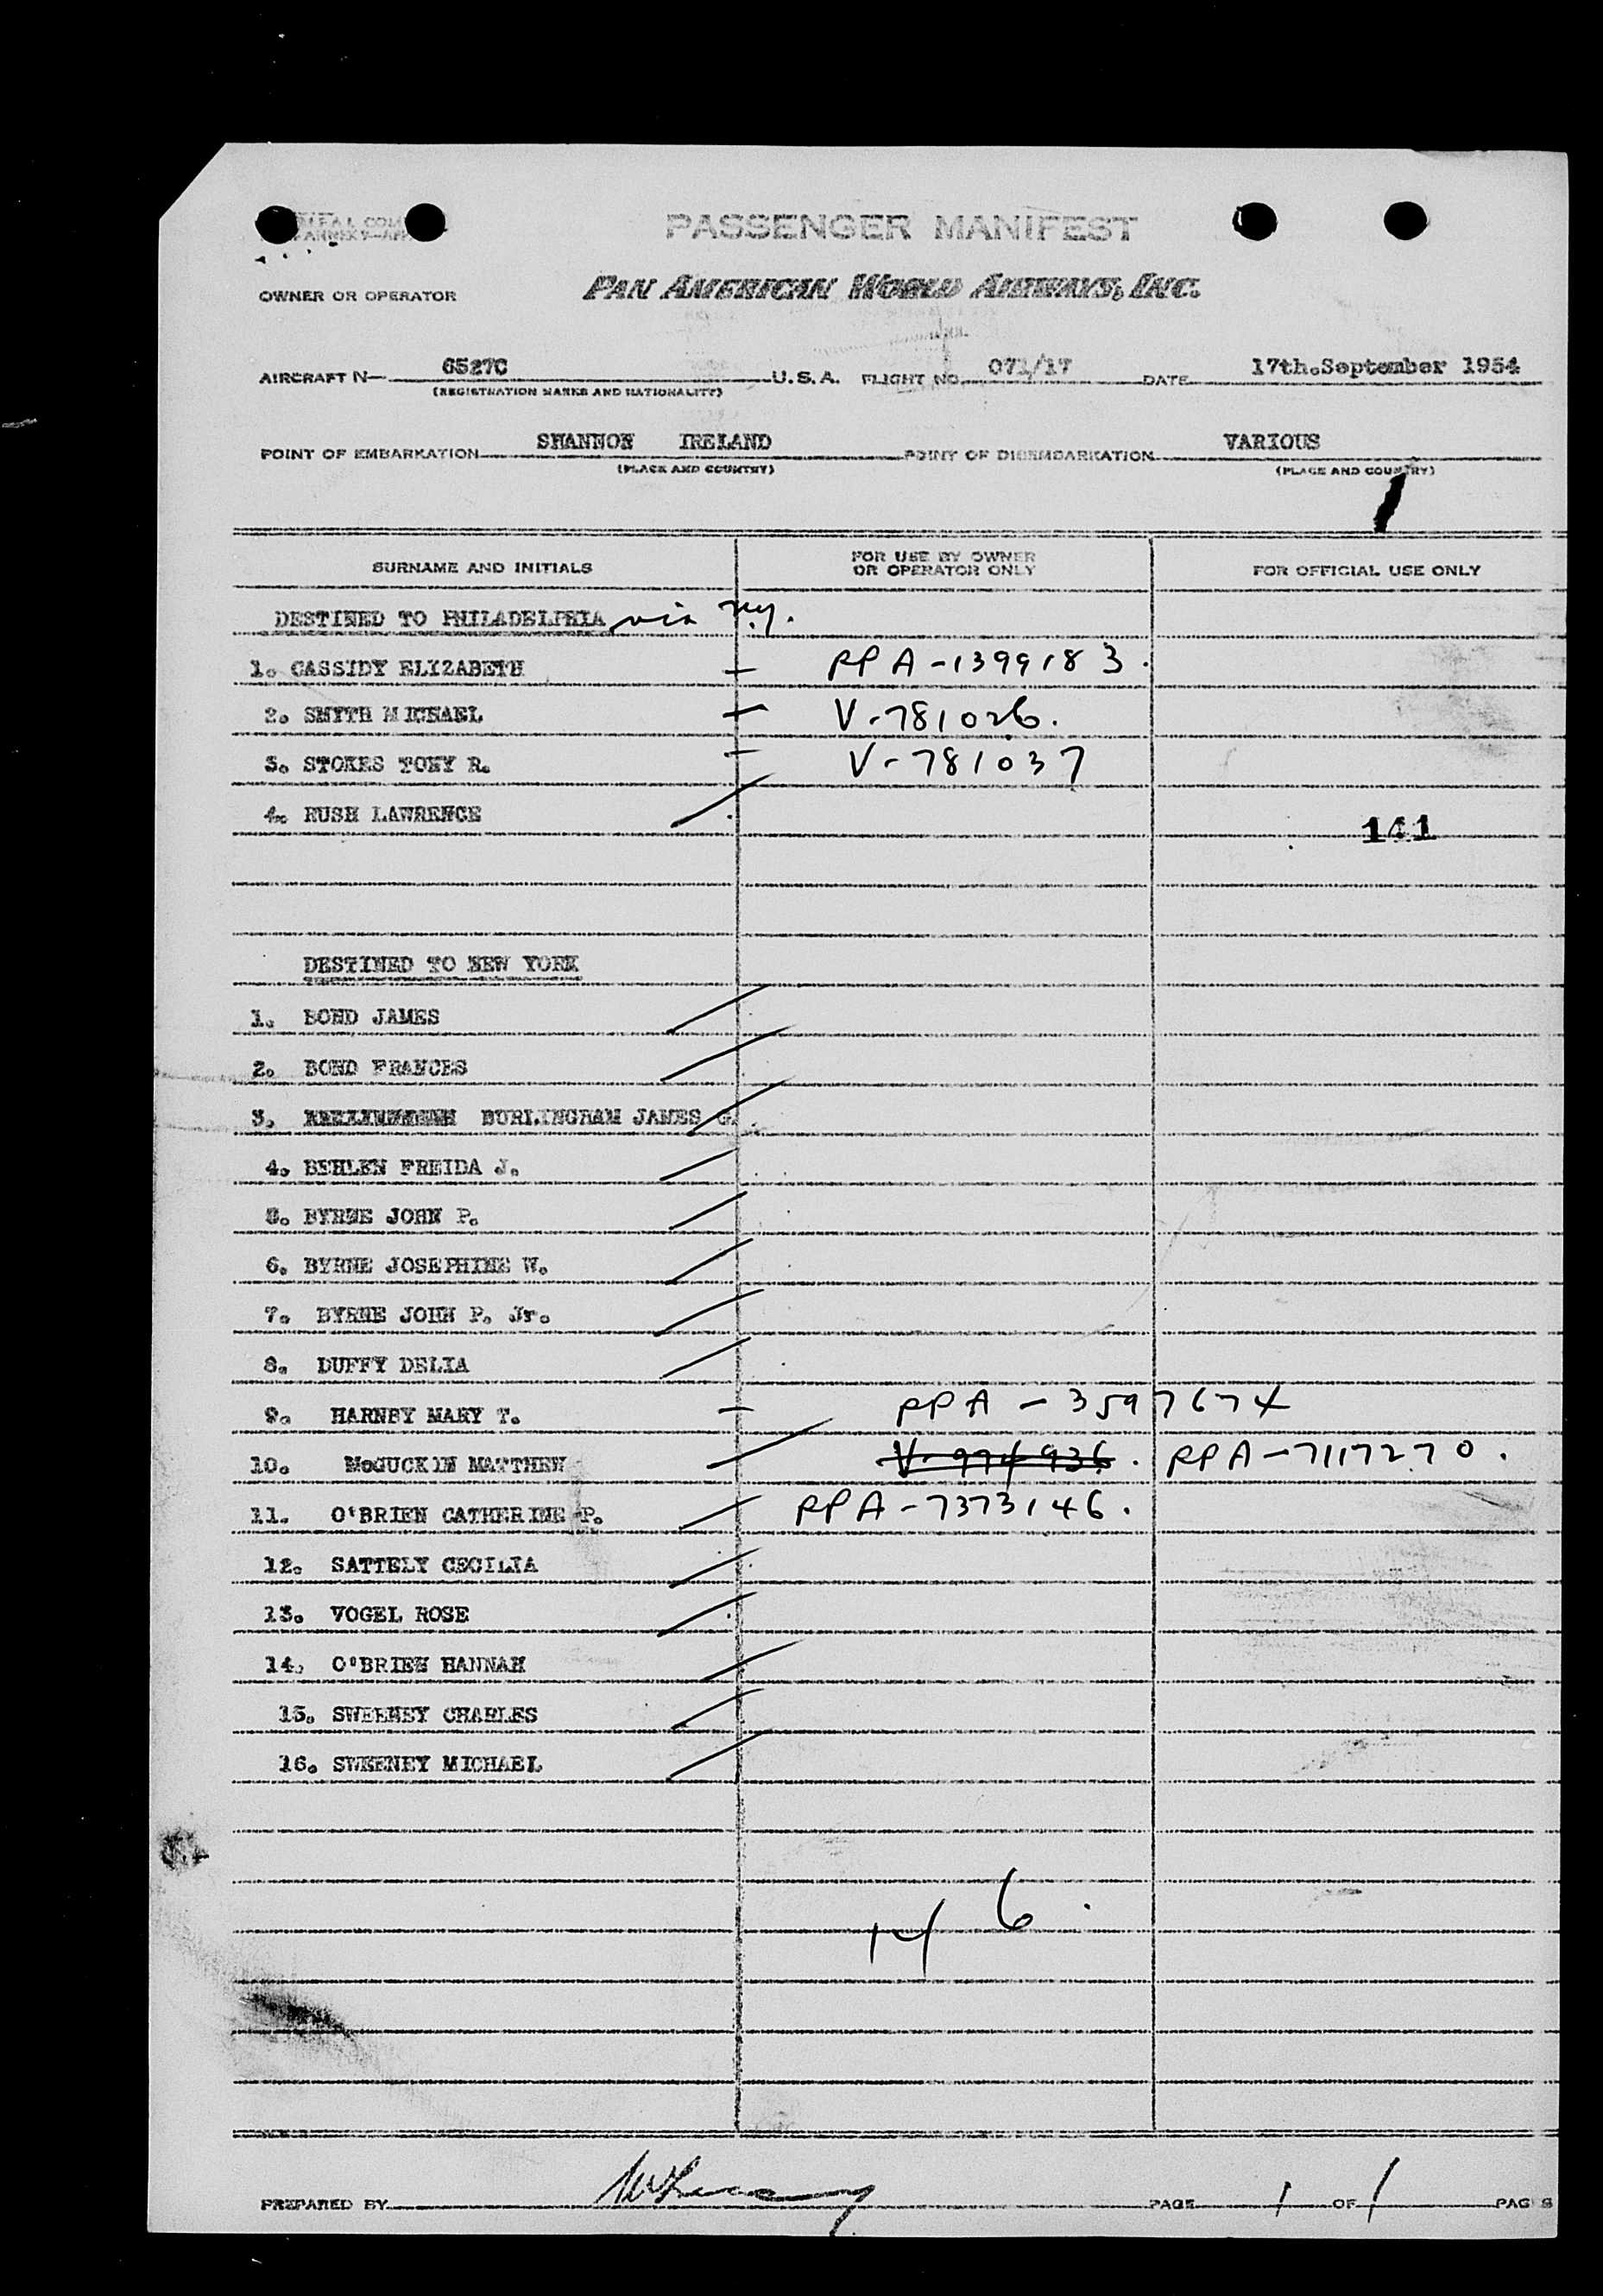 PASSENGER MANIFEST
OWNER OR OPERATOR PAN AMERICAN WORLD AIRWAYS, INC.
AIRCRAFT N— 6527C U.S.A. FLIGHT NO. 071/17 DATE 17th.September 1954
(REGISTRATION MARKS AND NATIONALITY)
POINT OF EMBARKATION SHANNON IRELAND POINT OF DISEMBARKATION VARIOUS
(PLACE AND COUNTRY) (PLACE AND COUNTRY)
SURNAME AND INITIALS FOR USE BY OWNER OR OPERATOR ONLY FOR OFFICIAL USE ONLY
DESTINED TO PHILADELPHIA via N.Y.
1. CASSIDY ELIZABETH — RPA-1399183.
2. SMYTH MICHAEL — V-781026.
3. STOKES TONY R. — V-781037
4. RUSH LAWRENCE
141
DESTINED TO NEW YORK
1. BOND JAMES
2. BOND FRANCES
3. BURLINGHAM JAMES G.
4. BEHLEN FREIDA J.
5. BYRNE JOHN P.
6. BYRNE JOSEPHINE W.
7. BYRNE JOHN P. Jr.
8. DUFFY DELIA
9. HARNEY MARY T. — RPA-3597674
10. McGUCKIN MATTHEW V-974936. RPA-7117270.
11. O'BRIEN CATHERINE P. RPA-7373146.
12. SATTELY CECILIA
13. VOGEL ROSE
14. O'BRIEN HANNAH
15. SWEENEY CHARLES
16. SWEENEY MICHAEL
14 6.
PREPARED BY PAGE 1 OF 1 PAGES